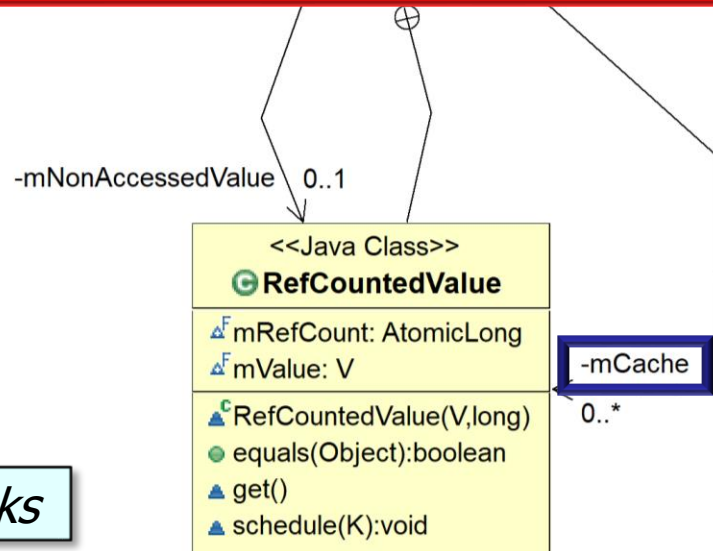 -mNonAccessedValue 0..1
<<Java Class>>
C RefCountedValue
F mRefCount: AtomicLong
F mValue: V
-mCache
0..*
C RefCountedValue(V,long)
equals(Object):boolean
get()
schedule(K):void
ks